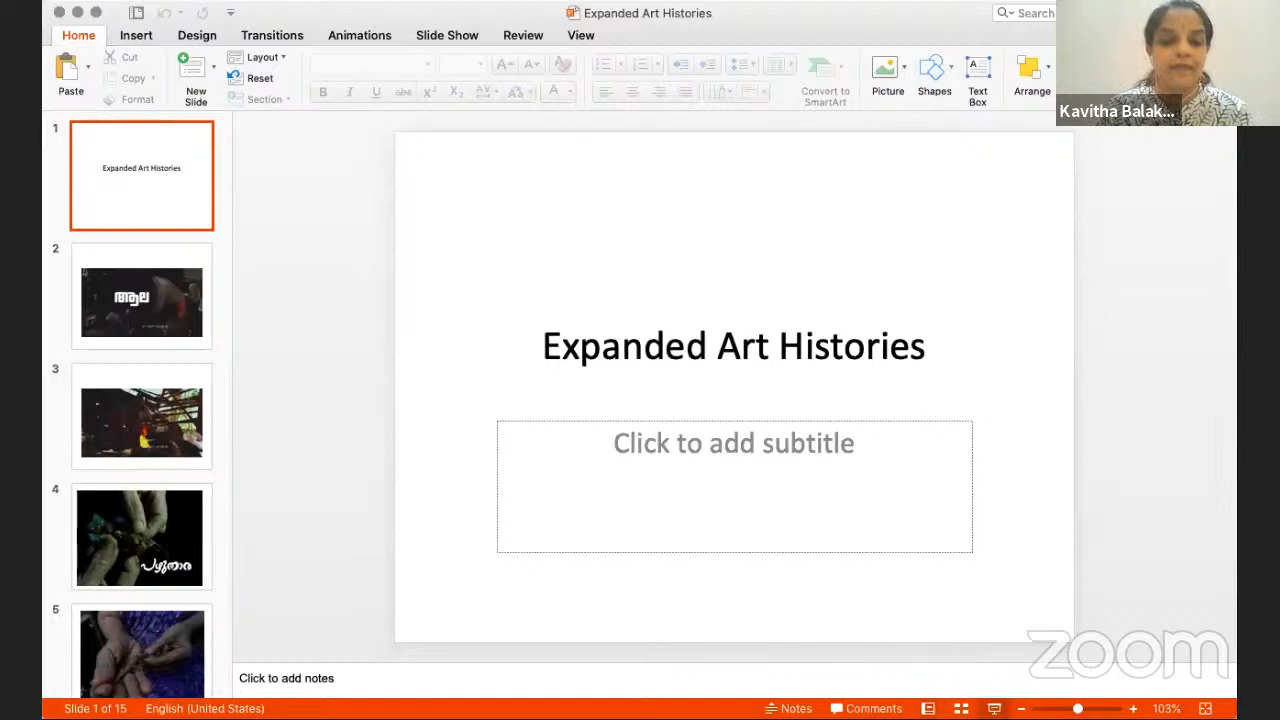 Expanded Art Histories
Search
Home Insert Design Transitions Animations Slide Show Review View
Paste
Cut
Copy
Format
New
Slide
Layout
Reset
Section
Convert to
SmartArt
Picture
Shapes
Text
Box
Arrange
Kavitha Balak...
1
Expanded Art Histories
2
ആല
3
4
പഴുതാര
5
Expanded Art Histories
Click to add subtitle
zoom
Click to add notes
Slide 1 of 15 English (United States) Notes Comments 103%